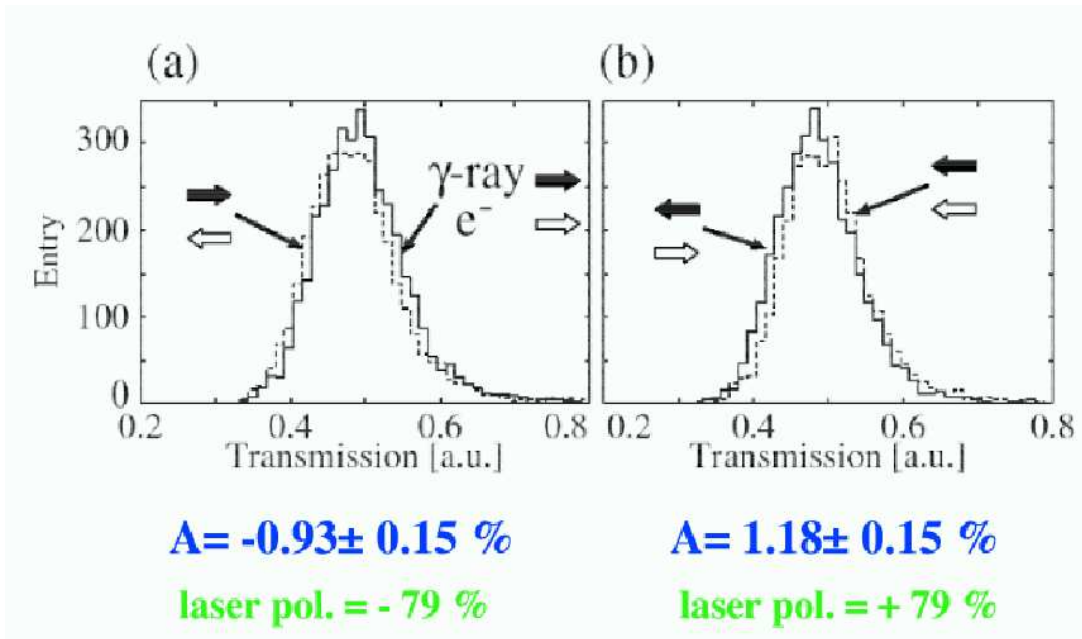 (a)
(b)
300
200
100
0
Entry
γ-ray
e⁻
0.2 0.4 0.6 0.8
0.2 0.4 0.6 0.8
Transmission [a.u.]
Transmission [a.u.]
A= -0.93± 0.15 %
A= 1.18± 0.15 %
laser pol. = - 79 %
laser pol. = + 79 %